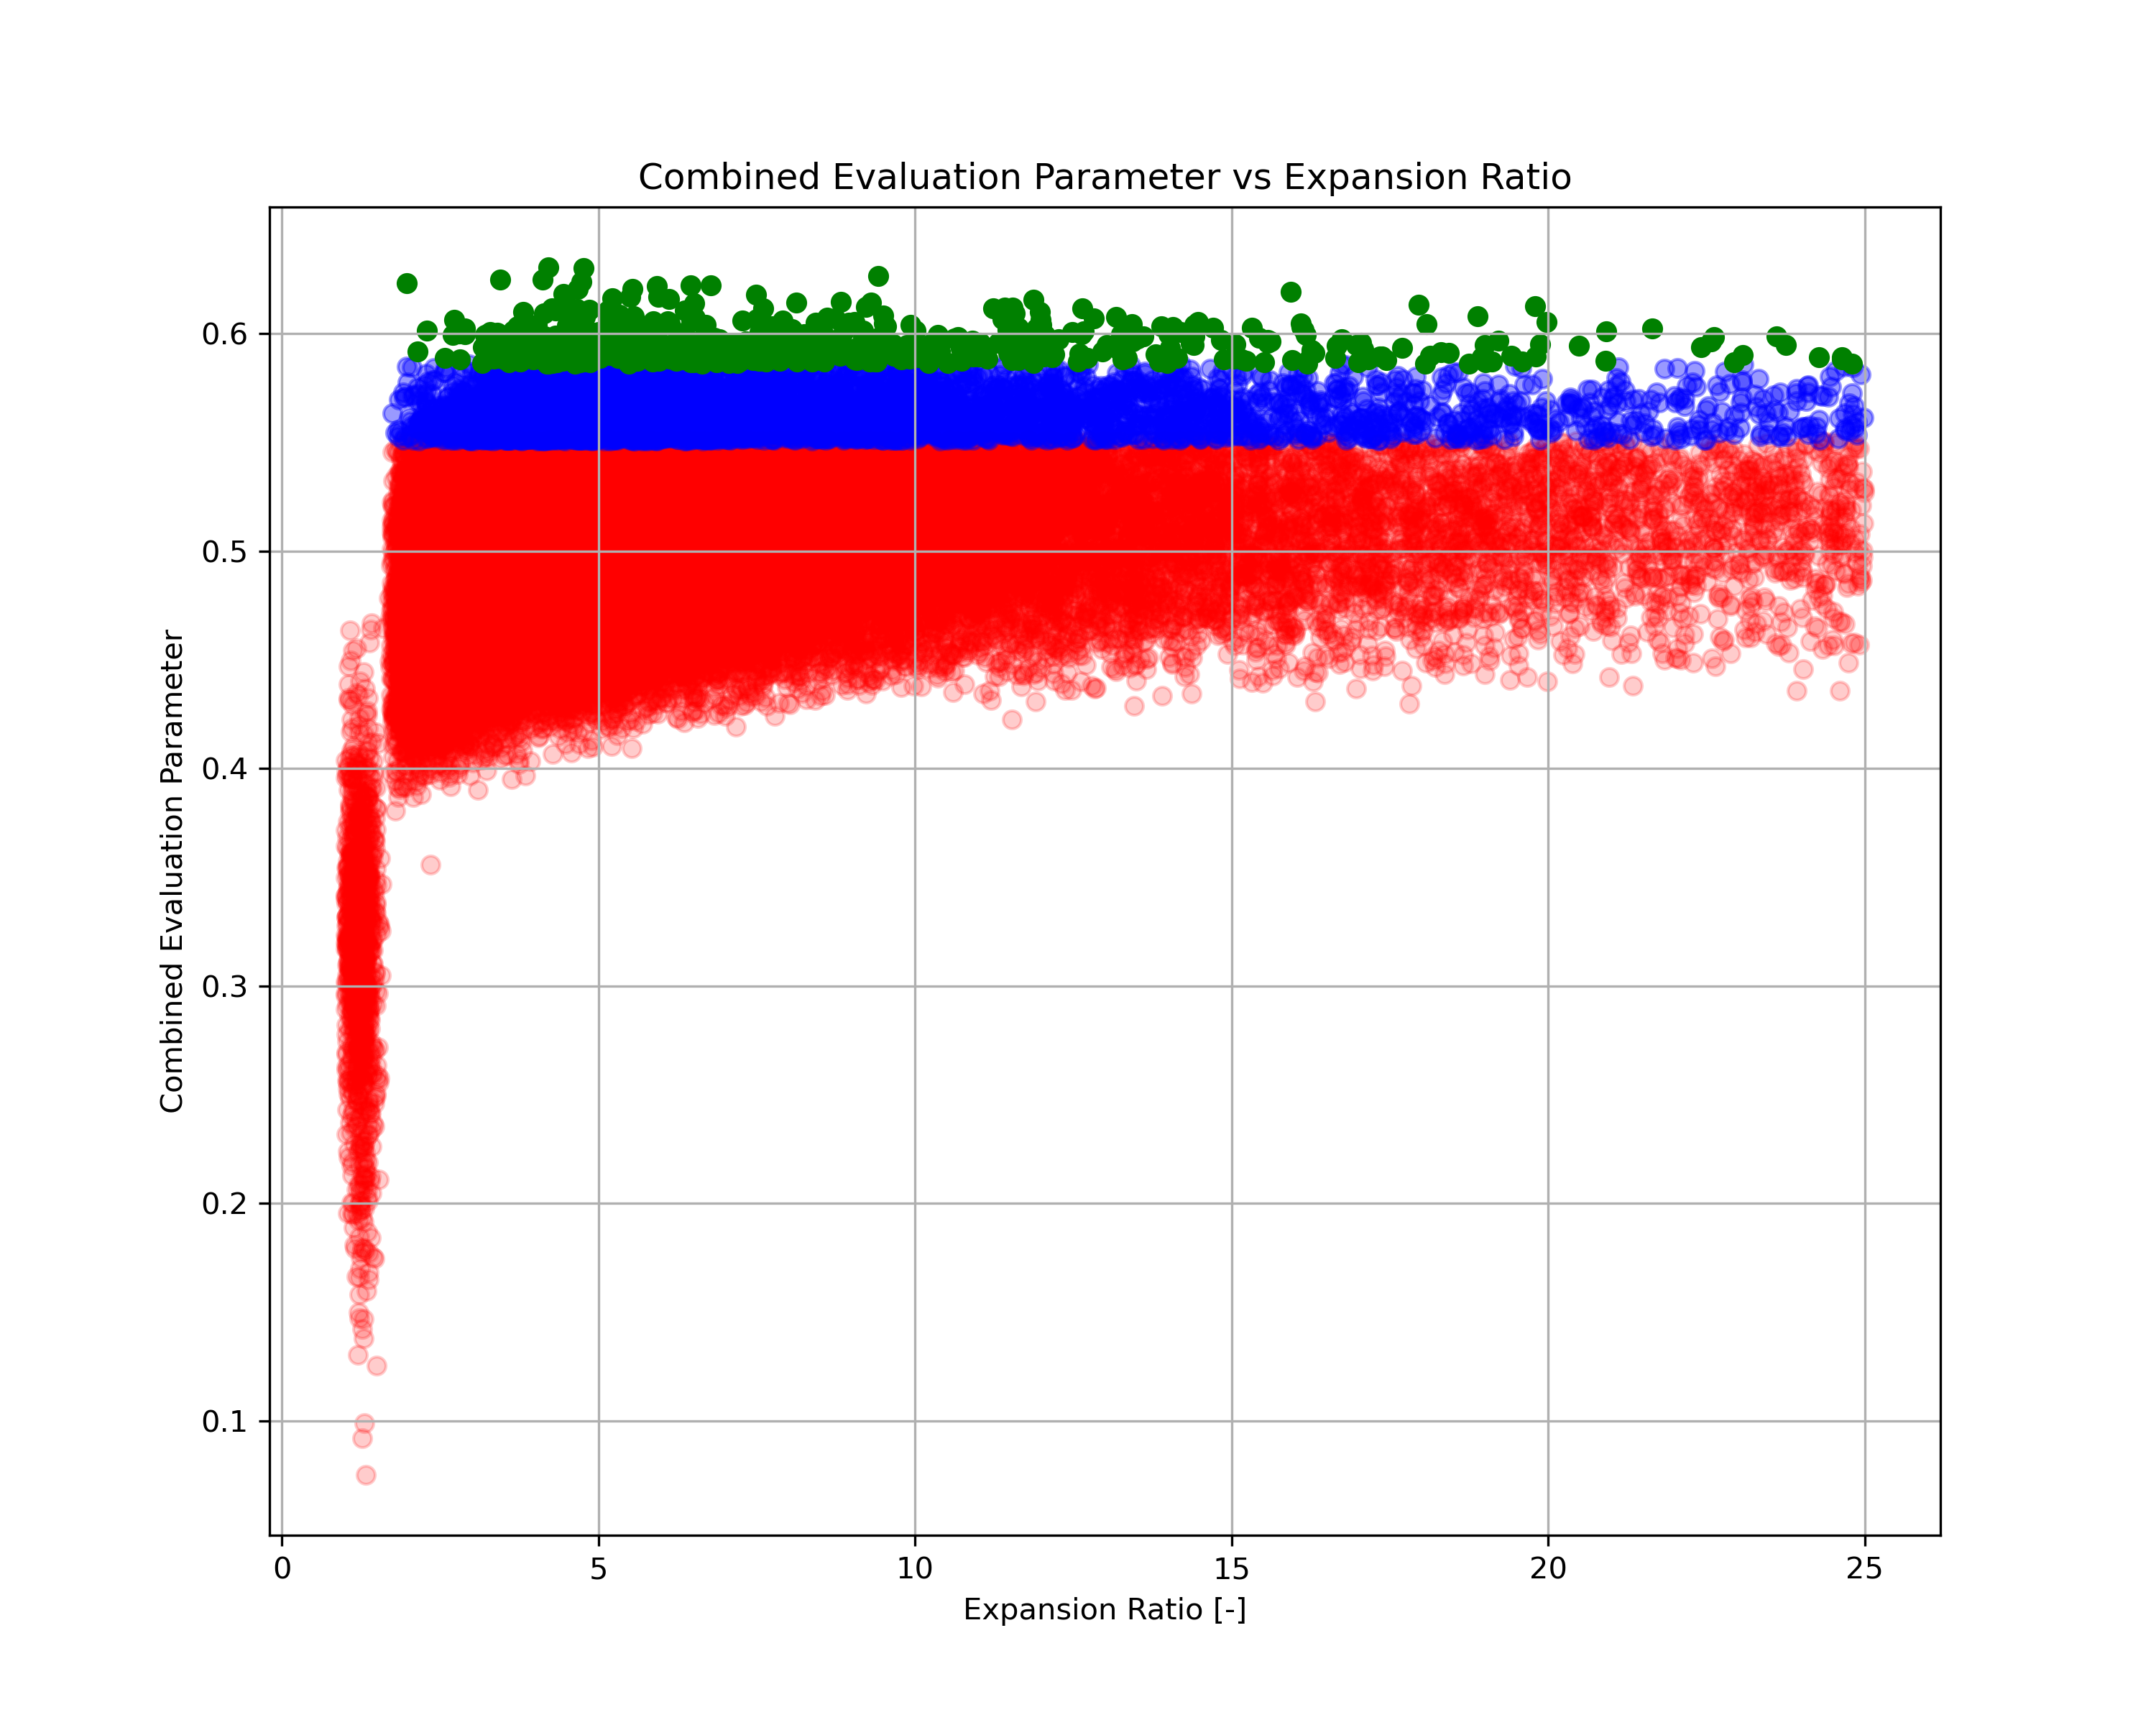 Combined Evaluation Parameter vs Expansion Ratio
Combined Evaluation Parameter
0.6
0.5
0.4
0.3
0.2
0.1
0 5 10 15 20 25
Expansion Ratio [-]